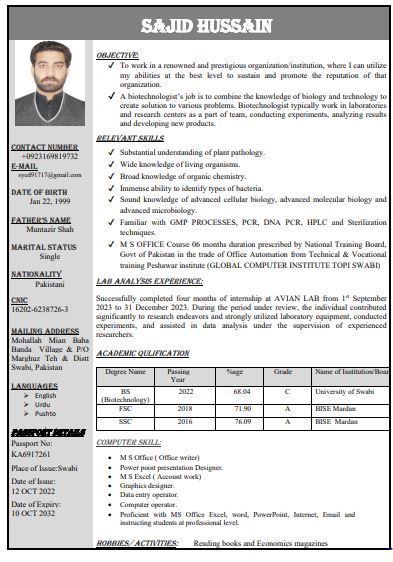 SAJID HUSSAIN
OBJECTIVE:
✓ To work in a renowned and prestigious organization/institution, where I can utilize
my abilities at the best level to sustain and promote the reputation of that
organization.
✓ A biotechnologist's job is to combine the knowledge of biology and technology to
create solution to various problems. Biotechnologist typically work in laboratories
and research centers as a part of team, conducting experiments, analyzing results
and developing new products.
RELEVANT SKILLS
✓ Substantial understanding of plant pathology.
✓ Wide knowledge of living organisms.
✓ Broad knowledge of organic chemistry.
✓ Immense ability to identify types of bacteria.
✓ Sound knowledge of advanced cellular biology, advanced molecular biology and
advanced microbiology.
✓ Familiar with GMP PROCESSES, PCR, DNA PCR, HPLC and Sterilization
techniques.
✓ M S OFFICE Course 06 months duration prescribed by National Training Board,
Govt of Pakistan in the trade of Office Automation from Technical & Vocational
training Peshawar institute (GLOBAL COMPUTER INSTITUTE TOPI SWABI)
LAB ANALYSIS EXPERIENCE:
Successfully completed four months of internship at AVIAN LAB from 1st September
2023 to 31 December 2023. During the period under review, the individual contributed
significantly to research endeavors and strongly utilized laboratory equipment, conducted
experiments, and assisted in data analysis under the supervision of experienced
researchers.
ACADEMIC QULIFICATION
Degree Name Passing Year %age Grade Name of Institution/Boar
BS (Biotechnology) 2022 68.04 C University of Swabi
FSC 2018 71.90 A BISE Mardan
SSC 2016 76.09 A BISE Mardan
COMPUTER SKILL:
• M S Office ( Office writer)
• Power point presentation Designer.
• M S Excel ( Account work)
• Graphics designer.
• Data entry operator.
• Computer operator.
• Proficient with MS Office Excel, word, PowerPoint, Internet, Email and
instructing students at professional level.
HOBBIES/ ACTIVITIES: Reading books and Economics magazines
CONTACT NUMBER
+0923169819732
E-MAIL
syed91717@gmail.com
DATE OF BIRTH
Jan 22, 1999
FATHER'S NAME
Muntazir Shah
MARITAL STATUS
Single
NATIONALITY
Pakistani
CNIC
16202-6238726-3
MAILING ADDRESS
Mohallah Mian Baba
Banda Village & P/O
Marghuz Teh & Distt
Swabi, Pakistan
LANGUAGES
➢ English
➢ Urdu
➢ Pushto
PASSPORT DETAILS
Passport No:
KA6917261
Place of Issue:Swabi
Date of Issue:
12 OCT 2022
Date of Expiry:
10 OCT 2032